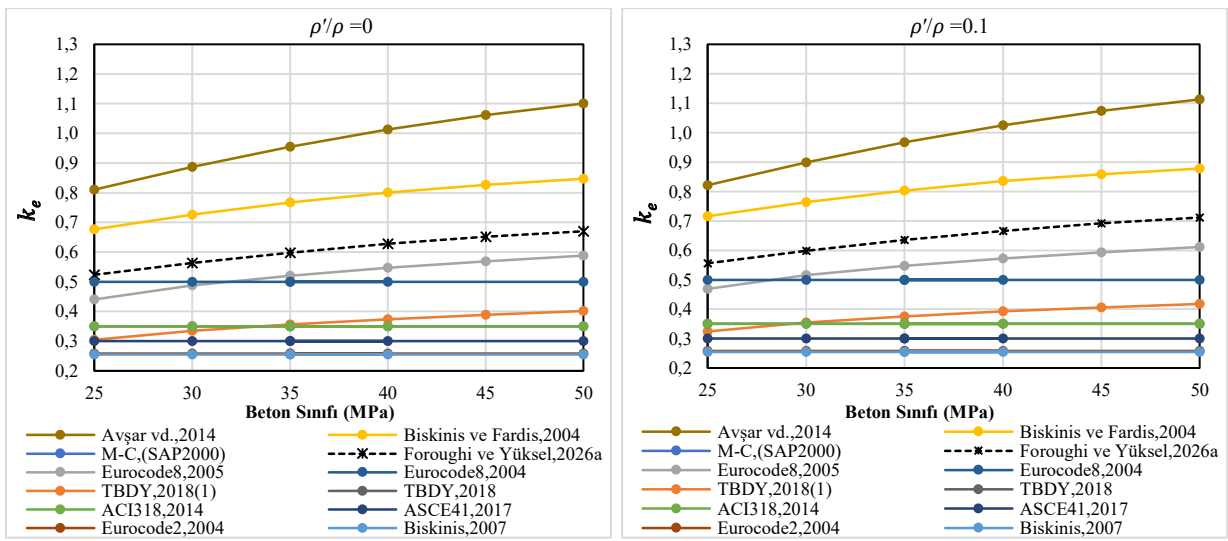 ρ′/ρ =0
1,3
1,2
1,1
1,0
0,9
0,8
0,7
0,6
0,5
0,4
0,3
0,2
k_e
25 30 35 40 45 50
Beton Sınıfı (MPa)
Avşar vd.,2014 Biskinis ve Fardis,2004
M-C,(SAP2000) Foroughi ve Yüksel,2026a
Eurocode8,2005 Eurocode8,2004
TBDY,2018(1) TBDY,2018
ACI318,2014 ASCE41,2017
Eurocode2,2004 Biskinis,2007
ρ′/ρ =0.1
1,3
1,2
1,1
1,0
0,9
0,8
0,7
0,6
0,5
0,4
0,3
0,2
k_e
25 30 35 40 45 50
Beton Sınıfı (MPa)
Avşar vd.,2014 Biskinis ve Fardis,2004
M-C,(SAP2000) Foroughi ve Yüksel,2026a
Eurocode8,2005 Eurocode8,2004
TBDY,2018(1) TBDY,2018
ACI318,2014 ASCE41,2017
Eurocode2,2004 Biskinis,2007